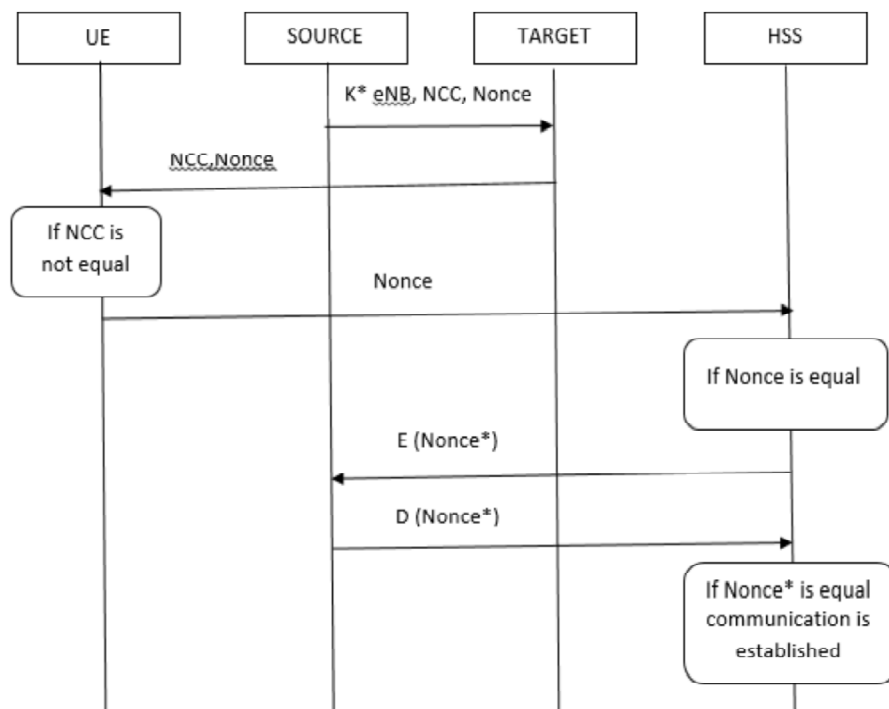 UE
SOURCE
TARGET
HSS
K* eNB, NCC, Nonce
NCC,Nonce
If NCC is
not equal
Nonce
If Nonce is equal
E (Nonce*)
D (Nonce*)
If Nonce* is equal
communication is
established